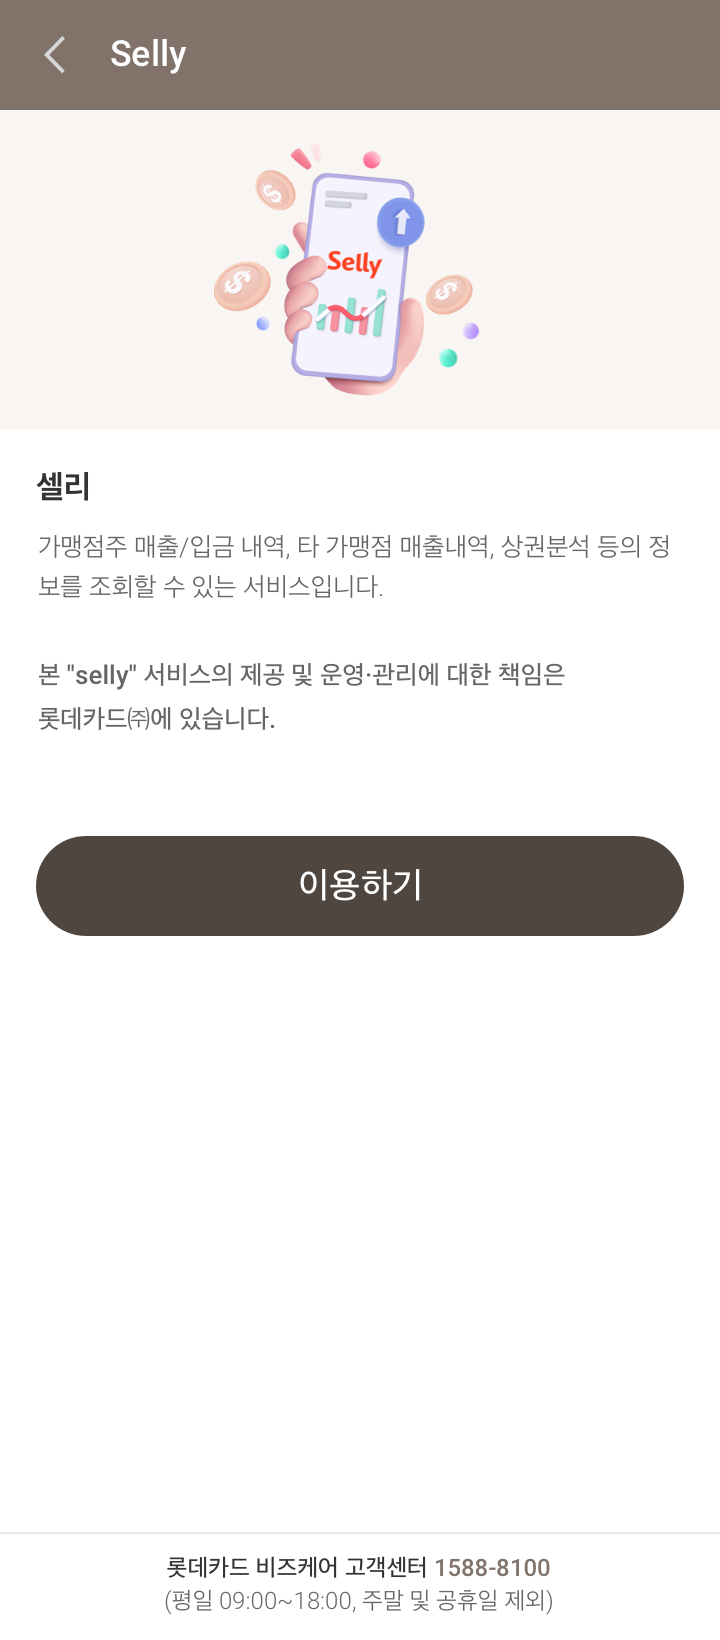 Selly
Selly
셀리
가맹점주 매출/입금 내역, 타 가맹점 매출내역, 상권분석 등의 정
보를 조회할 수 있는 서비스입니다.
본 "selly" 서비스의 제공 및 운영·관리에 대한 책임은
롯데카드㈜에 있습니다.
이용하기
롯데카드 비즈케어 고객센터 1588-8100
(평일 09:00~18:00, 주말 및 공휴일 제외)